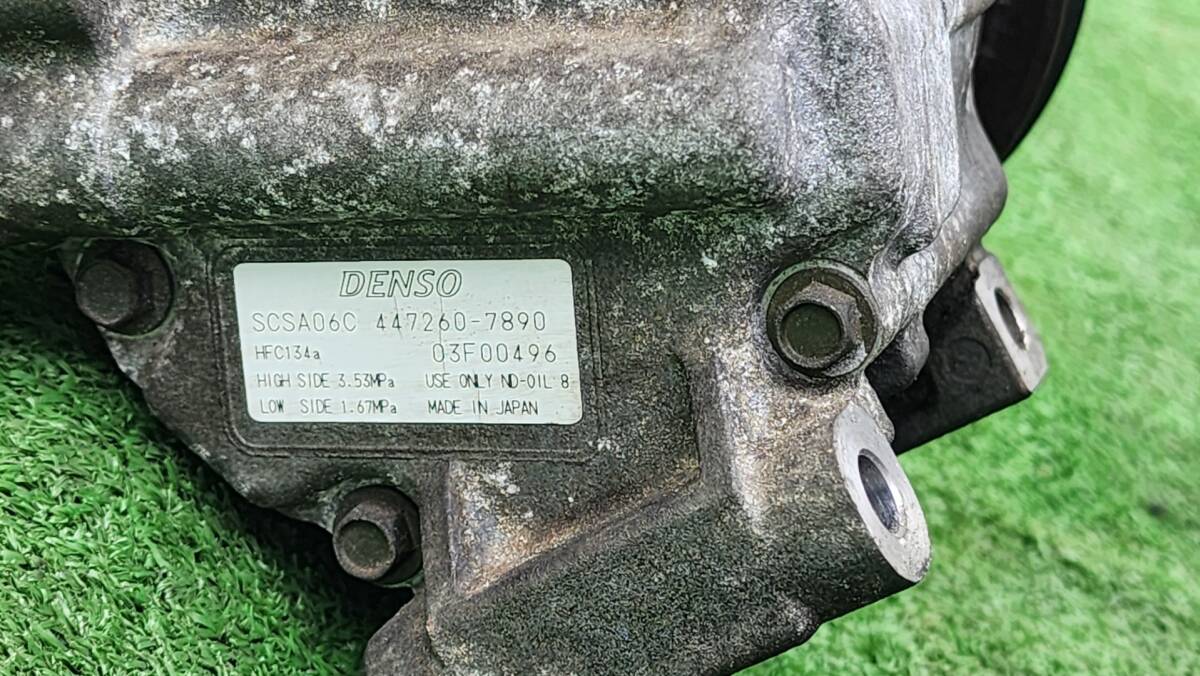 DENSO
SCSA06C 447260-7890
HFC134a 03F00496
HIGH SIDE 3.53MPa USE ONLY ND-OIL 8
LOW SIDE 1.67MPa MADE IN JAPAN